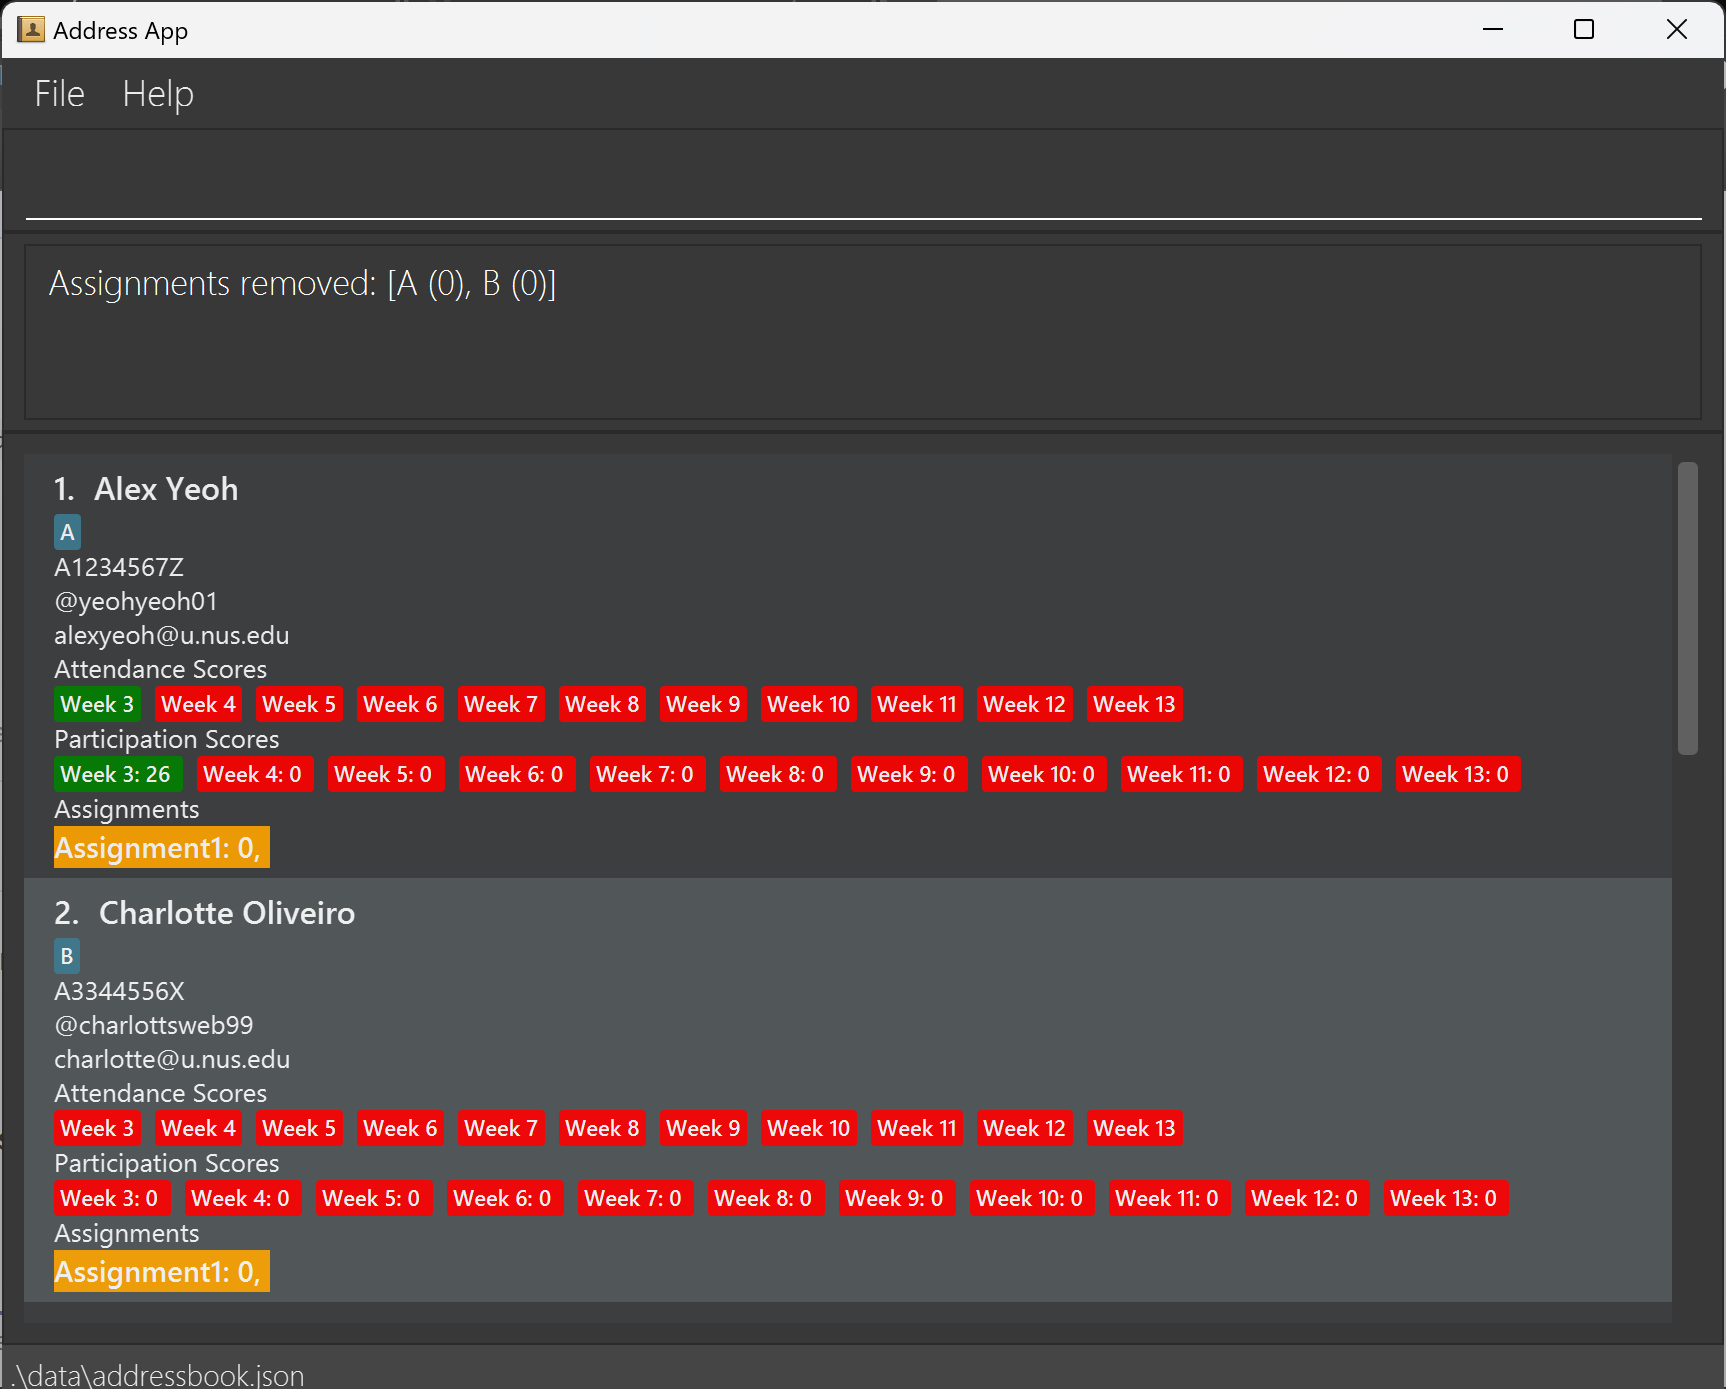 Address App
File Help
Assignments removed: [A (0), B (0)]
1. Alex Yeoh
A
A1234567Z
@yeohyeoh01
alexyeoh@u.nus.edu
Attendance Scores
Week 3 Week 4 Week 5 Week 6 Week 7 Week 8 Week 9 Week 10 Week 11 Week 12 Week 13
Participation Scores
Week 3: 26 Week 4: 0 Week 5: 0 Week 6: 0 Week 7: 0 Week 8: 0 Week 9: 0 Week 10: 0 Week 11: 0 Week 12: 0 Week 13: 0
Assignments
Assignment1: 0,
2. Charlotte Oliveiro
B
A3344556X
@charlottsweb99
charlotte@u.nus.edu
Attendance Scores
Week 3 Week 4 Week 5 Week 6 Week 7 Week 8 Week 9 Week 10 Week 11 Week 12 Week 13
Participation Scores
Week 3: 0 Week 4: 0 Week 5: 0 Week 6: 0 Week 7: 0 Week 8: 0 Week 9: 0 Week 10: 0 Week 11: 0 Week 12: 0 Week 13: 0
Assignments
Assignment1: 0,
.\data\addressbook.json